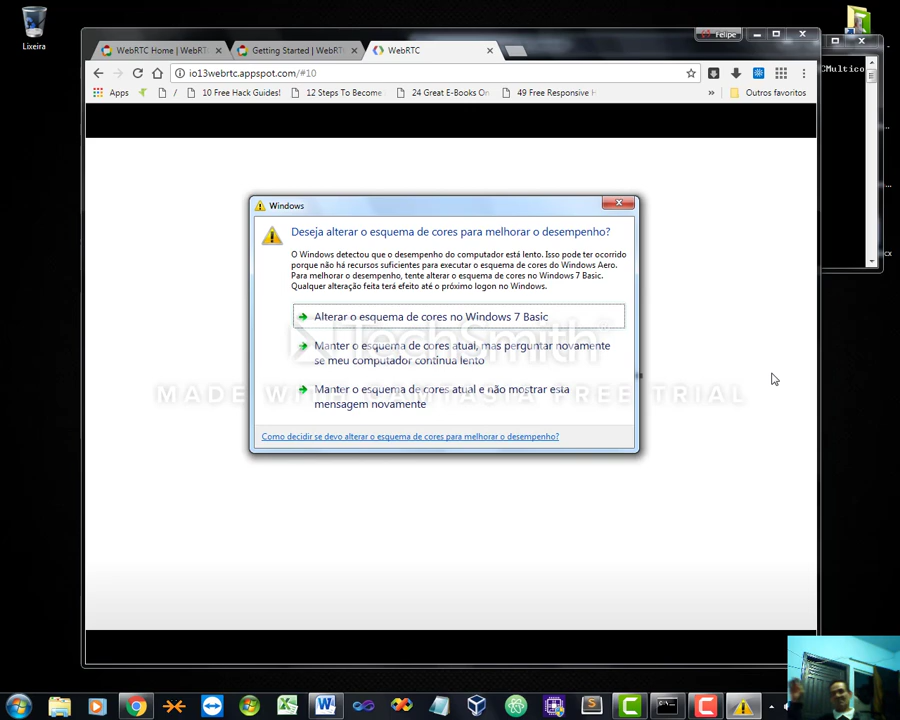 Lixeira
WebRTC Home | WebRT
Getting Started | WebRT
WebRTC
Felipe
io13webrtc.appspot.com/#10
Apps
/
10 Free Hack Guides!
12 Steps To Become
24 Great E-Books On
49 Free Responsive H
»
Outros favoritos
CMultico
Windows
Deseja alterar o esquema de cores para melhorar o desempenho?
O Windows detectou que o desempenho do computador está lento. Isso pode ter ocorrido
porque não há recursos suficientes para executar o esquema de cores do Windows Aero.
Para melhorar o desempenho, tente alterar o esquema de cores no Windows 7 Basic.
Qualquer alteração feita terá efeito até o próximo logon no Windows.
Alterar o esquema de cores no Windows 7 Basic
TechSmith®
Manter o esquema de cores atual, mas perguntar novamente
se meu computador continua lento
MADE WITH CAMTASIA FREE TRIAL
Manter o esquema de cores atual e não mostrar esta
mensagem novamente
Como decidir se devo alterar o esquema de cores para melhorar o desempenho?